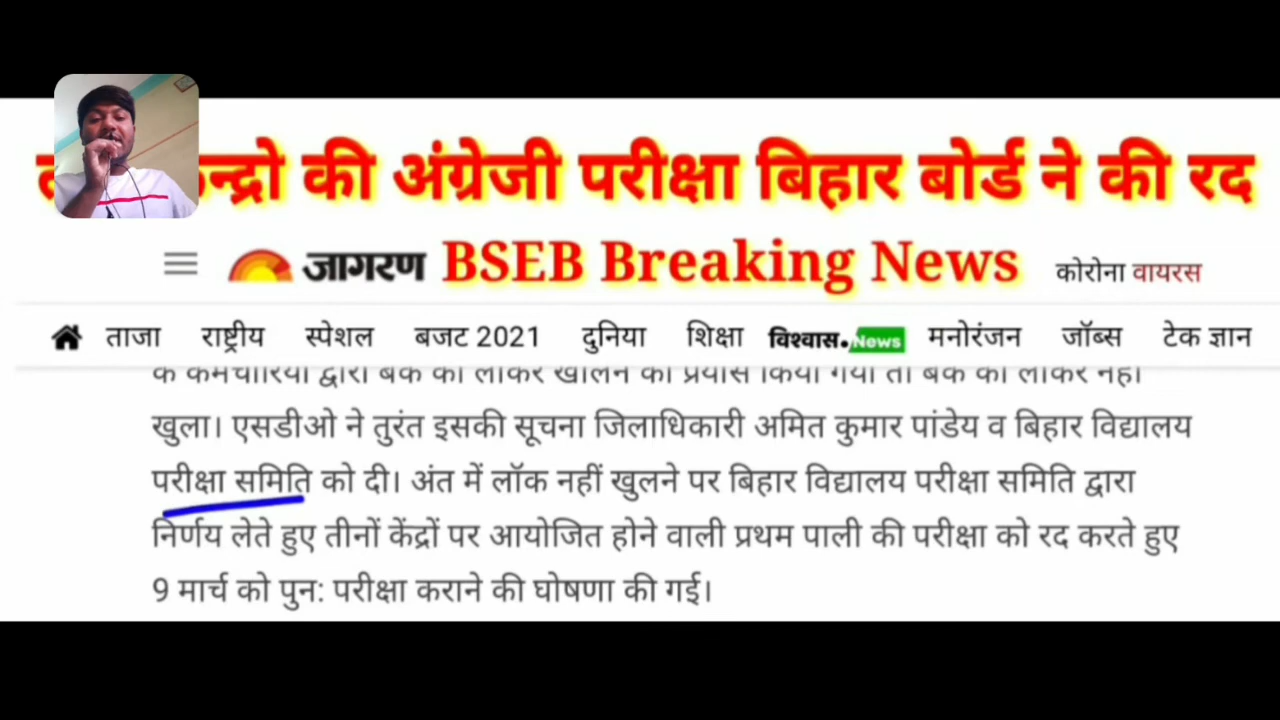 की अंग्रेजी परीक्षा बिहार बोर्ड ने की रद
जागरण BSEB Breaking News कोरोना वायरस
ताजा राष्ट्रीय स्पेशल बजट 2021 दुनिया शिक्षा विश्वास.News मनोरंजन जॉब्स टेक ज्ञान
खुला। एसडीओ ने तुरंत इसकी सूचना जिलाधिकारी अमित कुमार पांडेय व बिहार विद्यालय
परीक्षा समिति को दी। अंत में लॉक नहीं खुलने पर बिहार विद्यालय परीक्षा समिति द्वारा
निर्णय लेते हुए तीनों केंद्रों पर आयोजित होने वाली प्रथम पाली की परीक्षा को रद करते हुए
9 मार्च को पुन: परीक्षा कराने की घोषणा की गई।